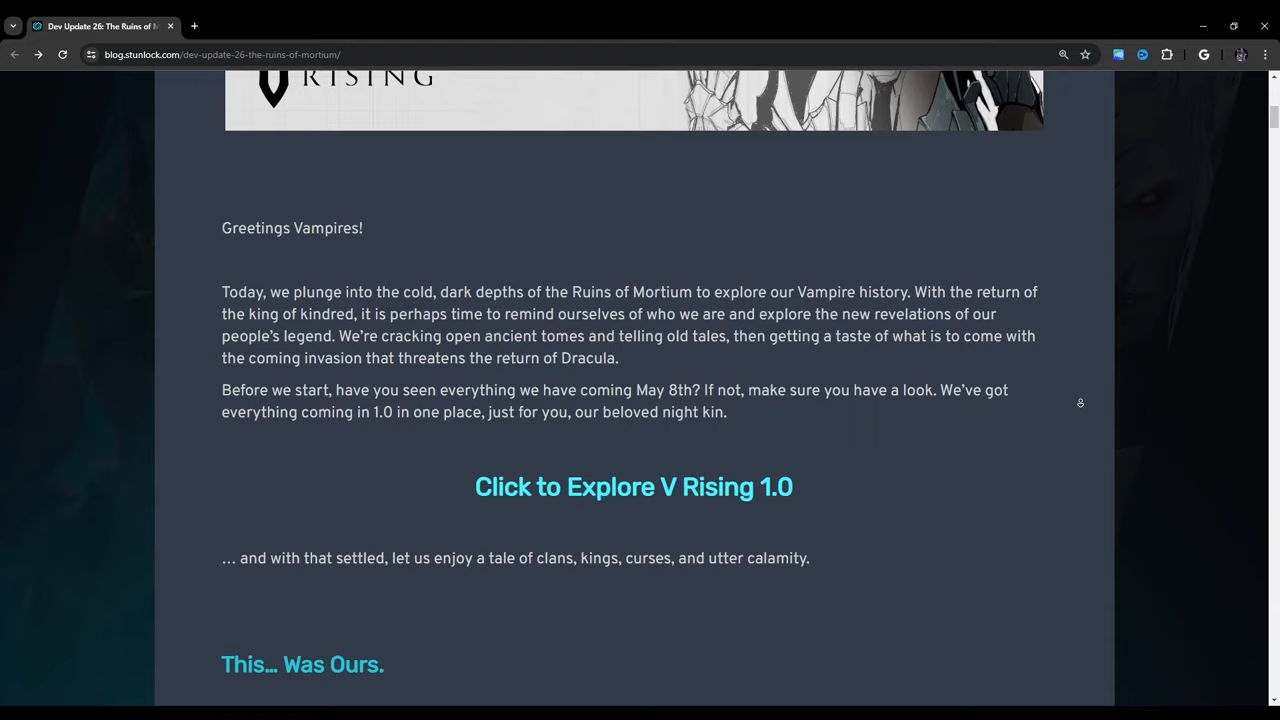 Dev Update 26: The Ruins of M
blog.stunlock.com/dev-update-26-the-ruins-of-mortium/
G
RISING
Greetings Vampires!
Today, we plunge into the cold, dark depths of the Ruins of Mortium to explore our Vampire history. With the return of
the king of kindred, it is perhaps time to remind ourselves of who we are and explore the new revelations of our
people’s legend. We’re cracking open ancient tomes and telling old tales, then getting a taste of what is to come with
the coming invasion that threatens the return of Dracula.
Before we start, have you seen everything we have coming May 8th? If not, make sure you have a look. We’ve got
everything coming in 1.0 in one place, just for you, our beloved night kin.
Click to Explore V Rising 1.0
… and with that settled, let us enjoy a tale of clans, kings, curses, and utter calamity.
This… Was Ours.